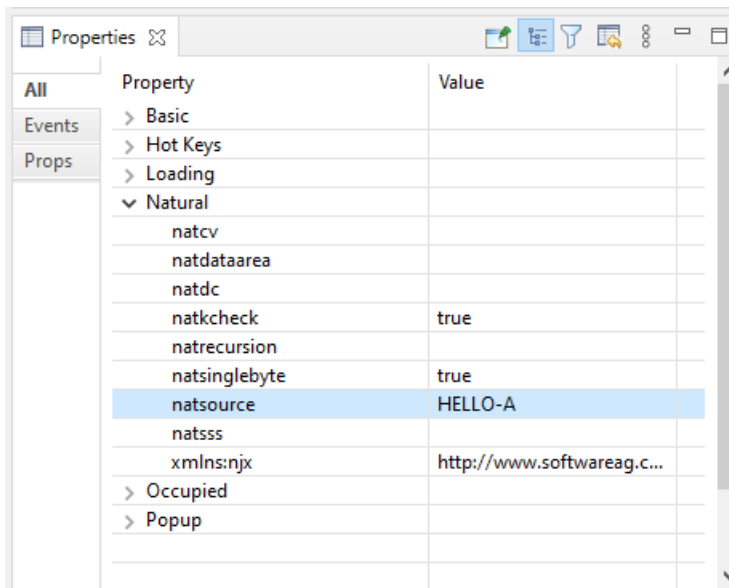 Properties
All
Events
Props
Property Value
Basic
Hot Keys
Loading
Natural
natcv
natdataarea
natdc
natkcheck true
natrecursion
natsinglebyte true
natsource HELLO-A
natsss
xmlns:njx http://www.softwareag.c...
Occupied
Popup